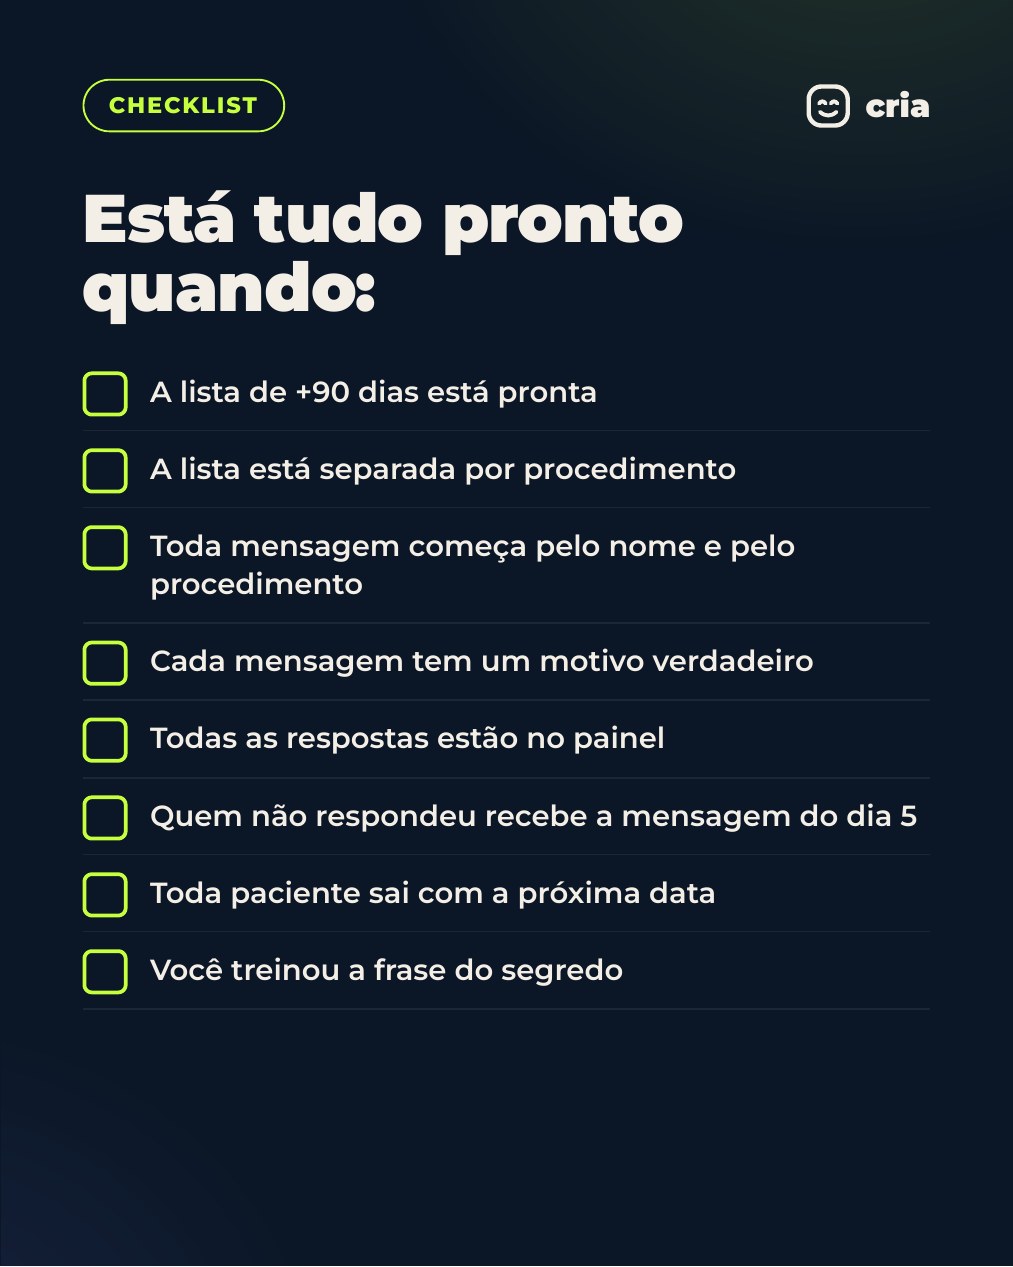 CHECKLIST
cria
Está tudo pronto
quando:
A lista de +90 dias está pronta
A lista está separada por procedimento
Toda mensagem começa pelo nome e pelo
procedimento
Cada mensagem tem um motivo verdadeiro
Todas as respostas estão no painel
Quem não respondeu recebe a mensagem do dia 5
Toda paciente sai com a próxima data
Você treinou a frase do segredo